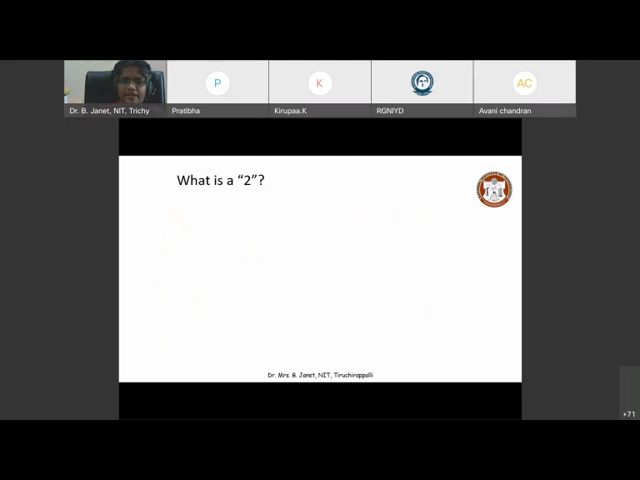 P
K
AC
Dr. B. Janet, NIT, Trichy
Pratibha
Kirupaa.K
RGNIYD
Avani chandran
What is a “2”?
Dr. Mrs. B. Janet, NIT, Tiruchirappalli
+71